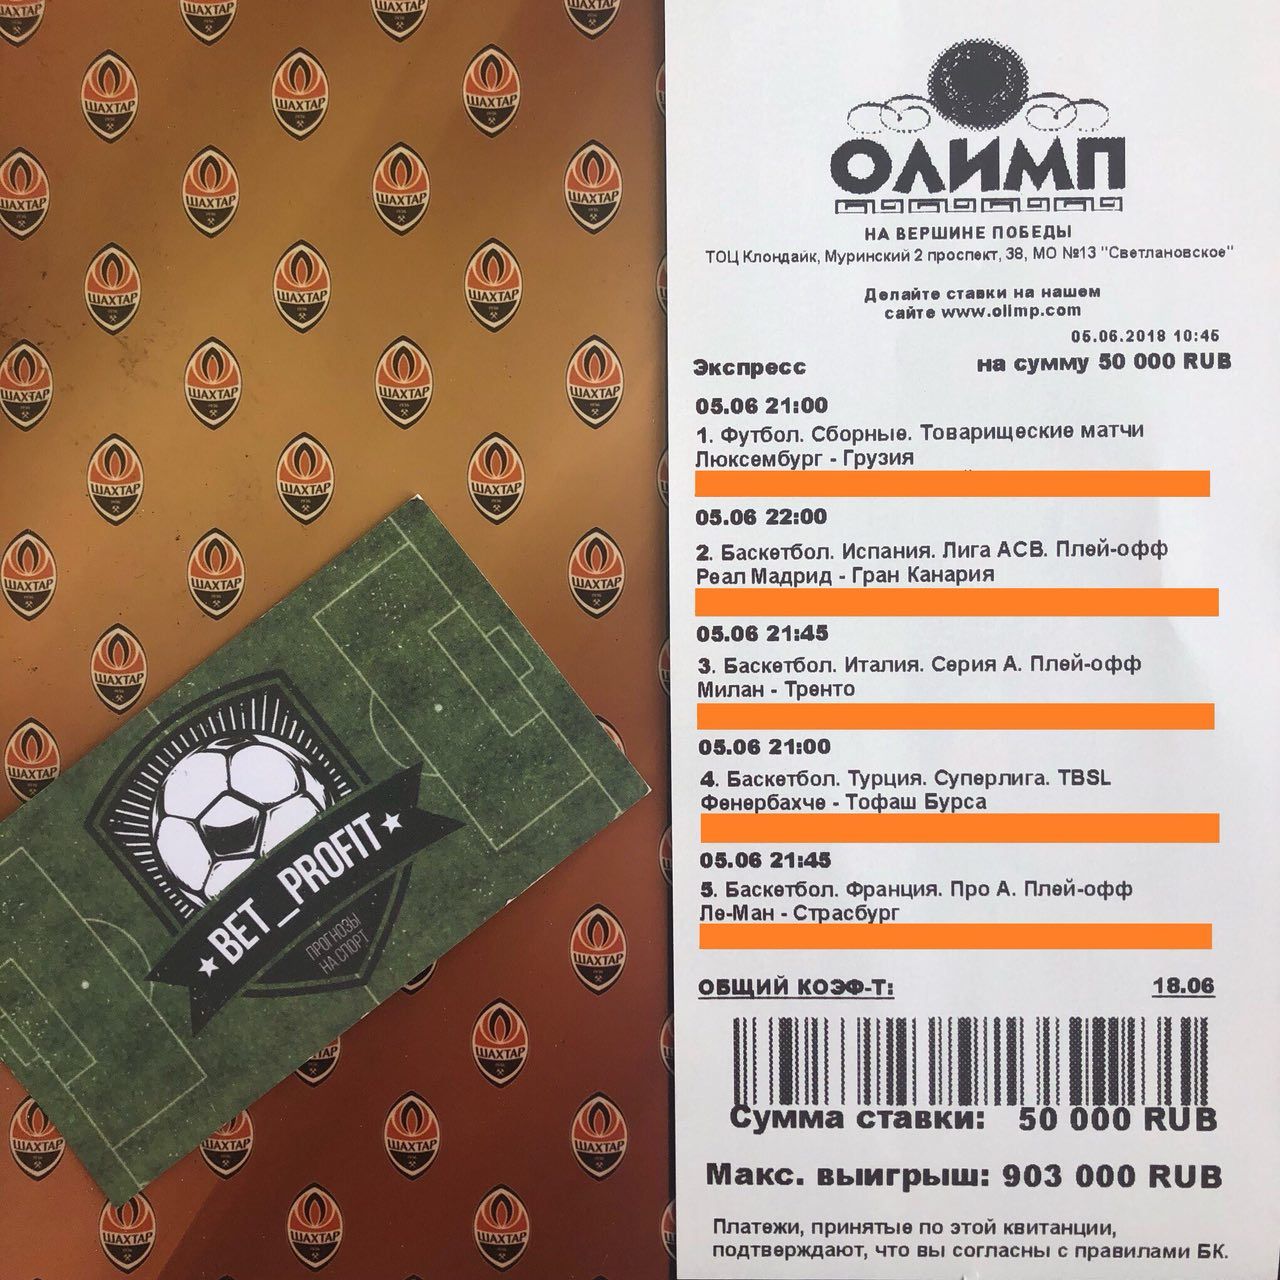 ШАХТАР
1936
BET_PROFIT
ПРОГНОЗЫ
НА СПОРТ
ОЛИМП
НА ВЕРШИНЕ ПОБЕДЫ
ТОЦ Клондайк, Муринский 2 проспект, 38, МО №13 "Светлановское"
Делайте ставки на нашем
сайте www.olimp.com
05.06.2018 10:45
Экспресс на сумму 50 000 RUB
05.06 21:00
1. Футбол. Сборные. Товарищеские матчи
Люксембург - Грузия
05.06 22:00
2. Баскетбол. Испания. Лига АСВ. Плей-офф
Реал Мадрид - Гран Канария
05.06 21:45
3. Баскетбол. Италия. Серия А. Плей-офф
Милан - Тренто
05.06 21:00
4. Баскетбол. Турция. Суперлига. TBSL
Фенербахче - Тофаш Бурса
05.06 21:45
5. Баскетбол. Франция. Про А. Плей-офф
Ле-Ман - Страсбург
ОБЩИЙ КОЭФ-Т: 18.06
Сумма ставки: 50 000 RUB
Макс. выигрыш: 903 000 RUB
Платежи, принятые по этой квитанции,
подтверждают, что вы согласны с правилами БК.